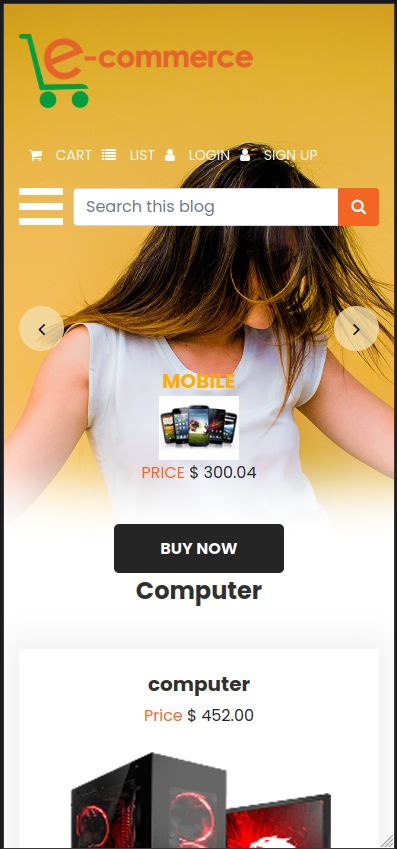 e-commerce
CART LIST LOGIN SIGN UP
Search this blog
MOBILE
PRICE $ 300.04
BUY NOW
Computer
computer
Price $ 452.00